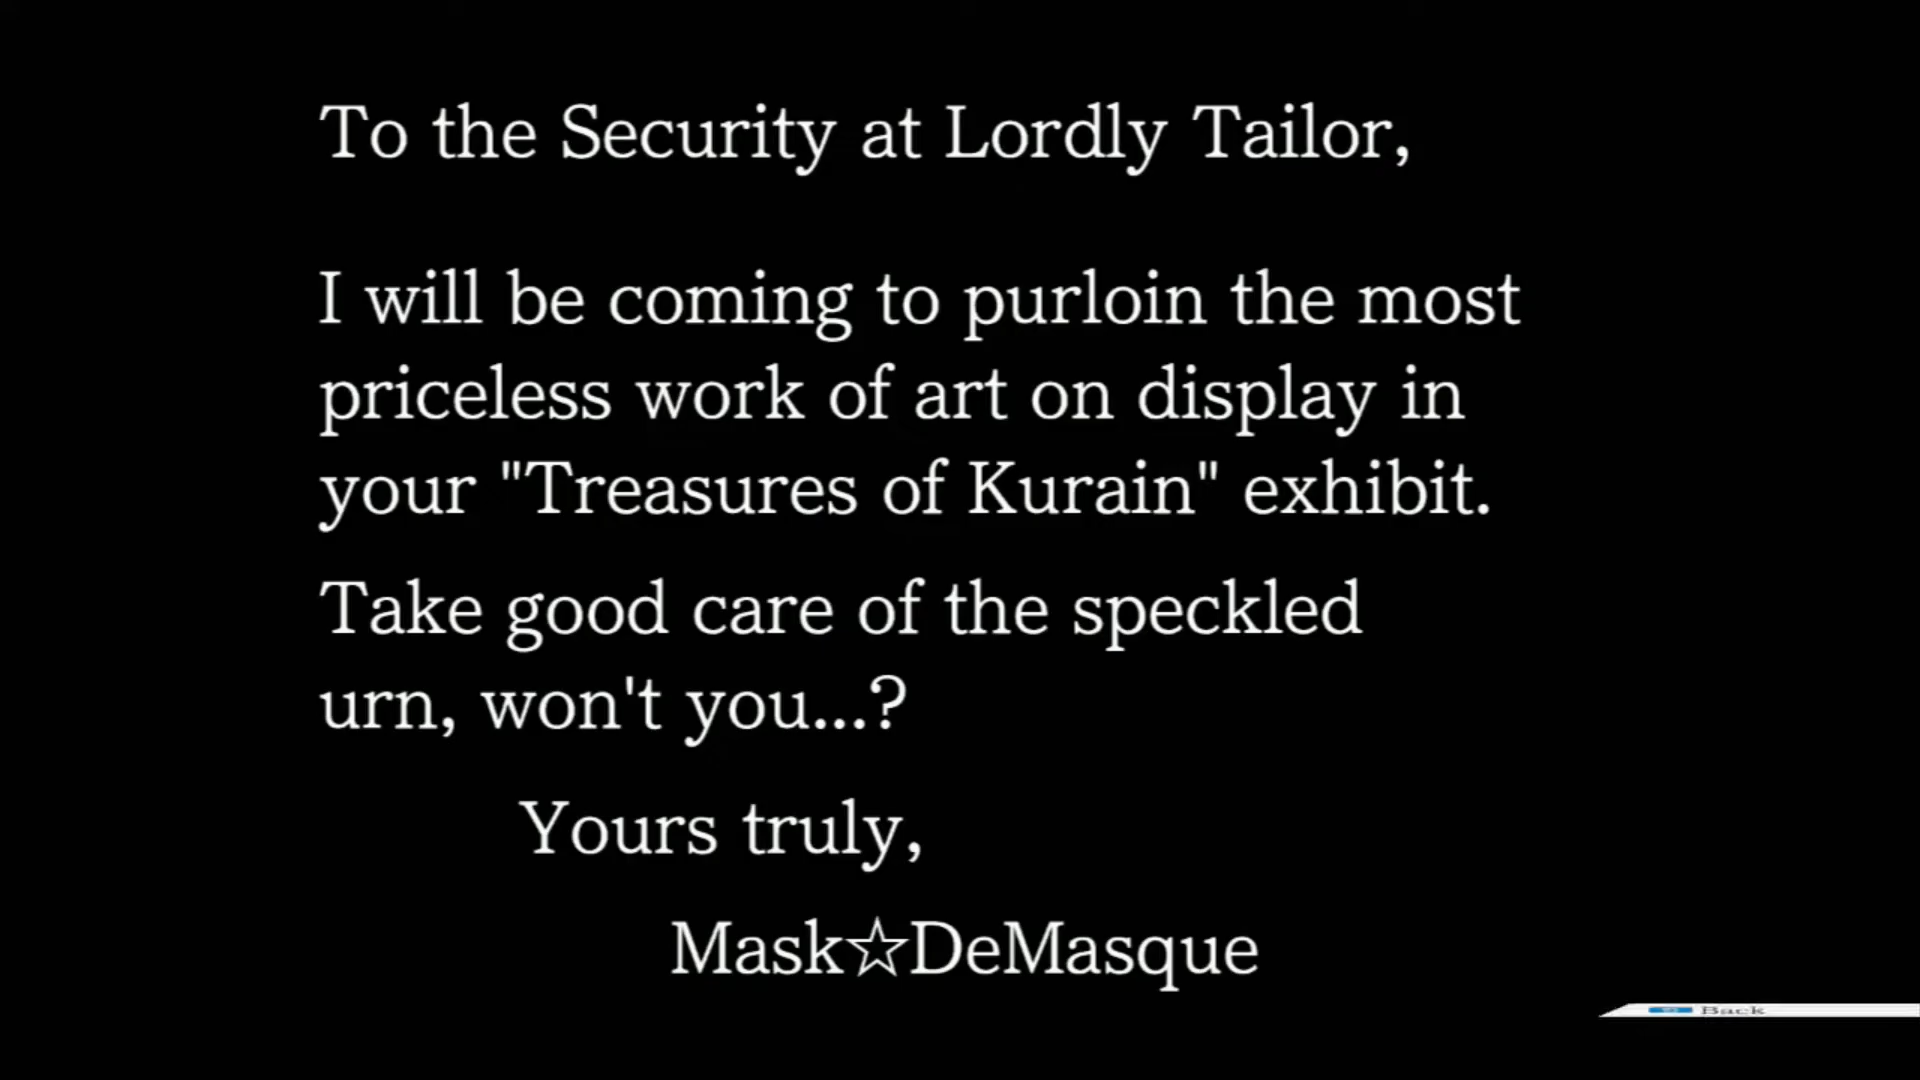 To the Security at Lordly Tailor,
I will be coming to purloin the most
priceless work of art on display in
your "Treasures of Kurain" exhibit.
Take good care of the speckled
urn, won't you...?
Yours truly,
Mask☆DeMasque
Back